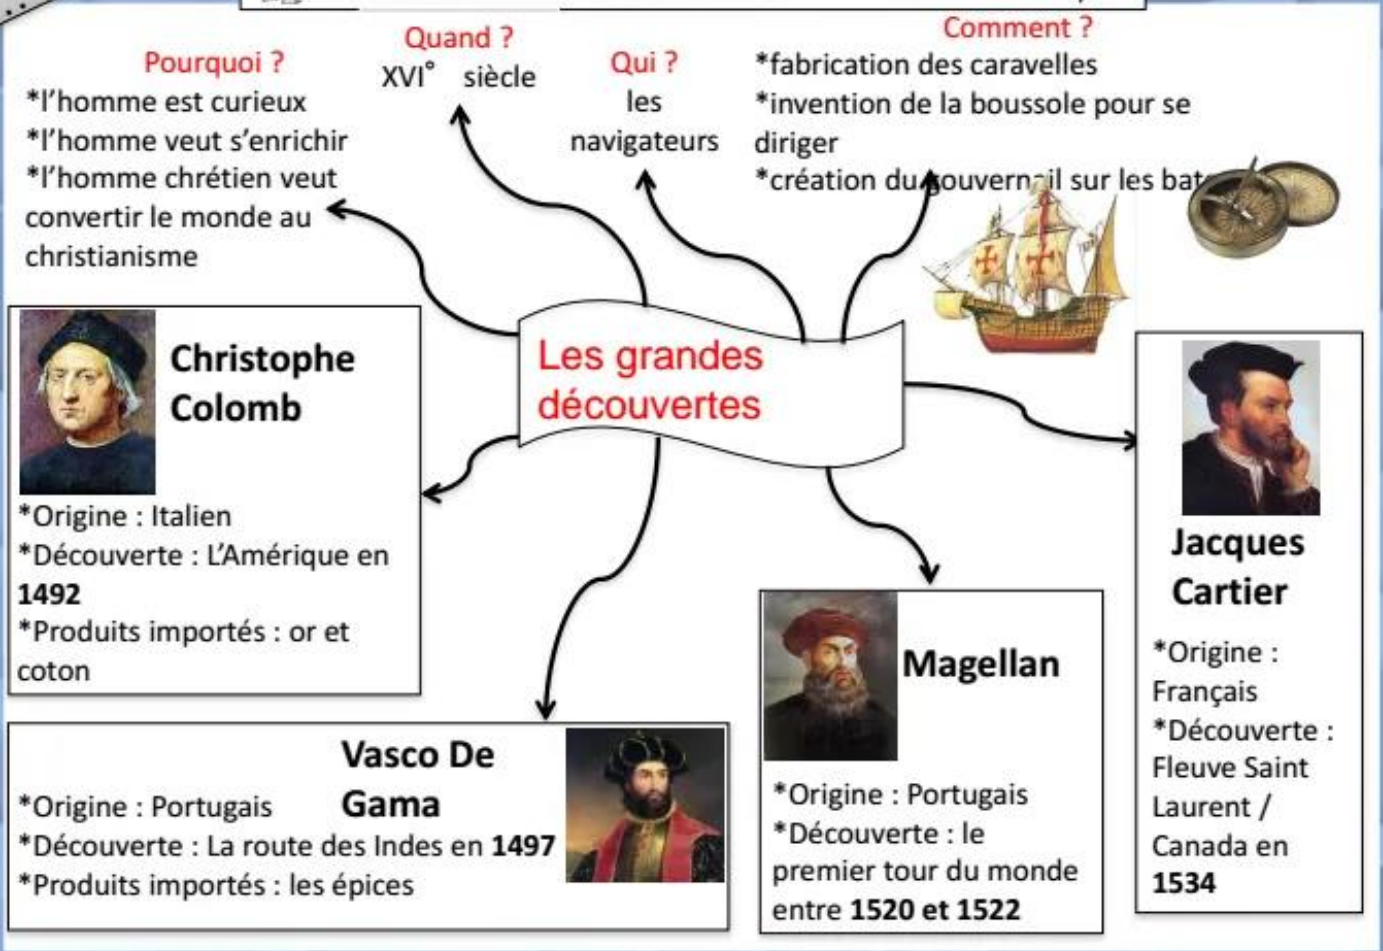 Pourquoi ?
*l'homme est curieux
*l'homme veut s'enrichir
*l'homme chrétien veut
convertir le monde au
christianisme
Quand ?
XVI° siècle
Qui ?
les
navigateurs
Comment ?
*fabrication des caravelles
*invention de la boussole pour se
diriger
*création du gouvernail sur les
Les grandes
découvertes
Christophe
Colomb
*Origine : Italien
*Découverte : L'Amérique en
1492
*Produits importés : or et
coton
Vasco De
Gama
*Origine : Portugais
*Découverte : La route des Indes en 1497
*Produits importés : les épices
Magellan
*Origine : Portugais
*Découverte : le
premier tour du monde
entre 1520 et 1522
Jacques
Cartier
*Origine :
Français
*Découverte :
Fleuve Saint
Laurent /
Canada en
1534